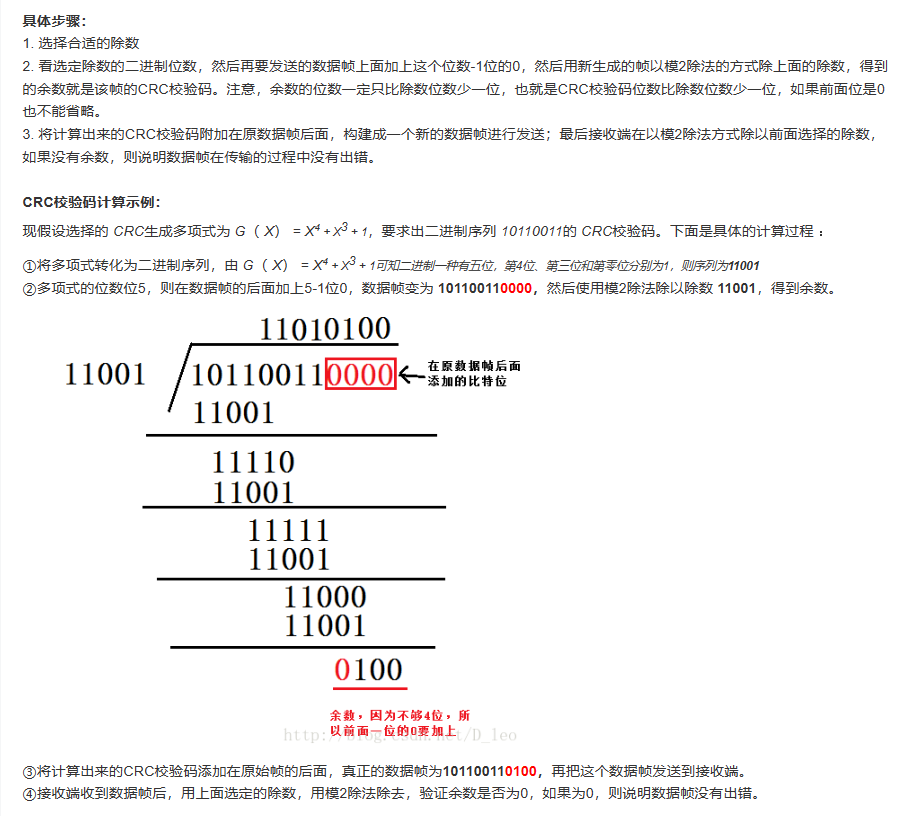 具体步骤：
1. 选择合适的除数
2. 看选定除数的二进制位数，然后再要发送的数据帧上面加上这个位数-1位的0，然后用新生成的帧以模2除法的方式除上面的除数，得到
的余数就是该帧的CRC校验码。注意，余数的位数一定只比除数位数少一位，也就是CRC校验码位数比除数位数少一位，如果前面位是0
也不能省略。
3. 将计算出来的CRC校验码附加在原数据帧后面，构建成一个新的数据帧进行发送；最后接收端在以模2除法方式除以前面选择的除数，
如果没有余数，则说明数据帧在传输的过程中没有出错。
CRC校验码计算示例：
现假设选择的 CRC生成多项式为 G（ X） = X⁴ + X³ + 1，要求出二进制序列 10110011的 CRC校验码。下面是具体的计算过程：
①将多项式转化为二进制序列，由 G（ X） = X⁴ + X³ + 1可知二进制一种有五位，第4位、第三位和第零位分别为1，则序列为11001
②多项式的位数位5，则在数据帧的后面加上5-1位0，数据帧变为 101100110000，然后使用模2除法除以除数 11001，得到余数。
11010100
11001 101100110000 在原数据帧后面
添加的比特位
11001
11110
11001
11111
11001
11000
11001
0100
余数，因为不够4位，所
以前面一位的0要加上
http://blog.csdn.net/D_leo
③将计算出来的CRC校验码添加在原始帧的后面，真正的数据帧为101100110100，再把这个数据帧发送到接收端。
④接收端收到数据帧后，用上面选定的除数，用模2除法除去，验证余数是否为0，如果为0，则说明数据帧没有出错。